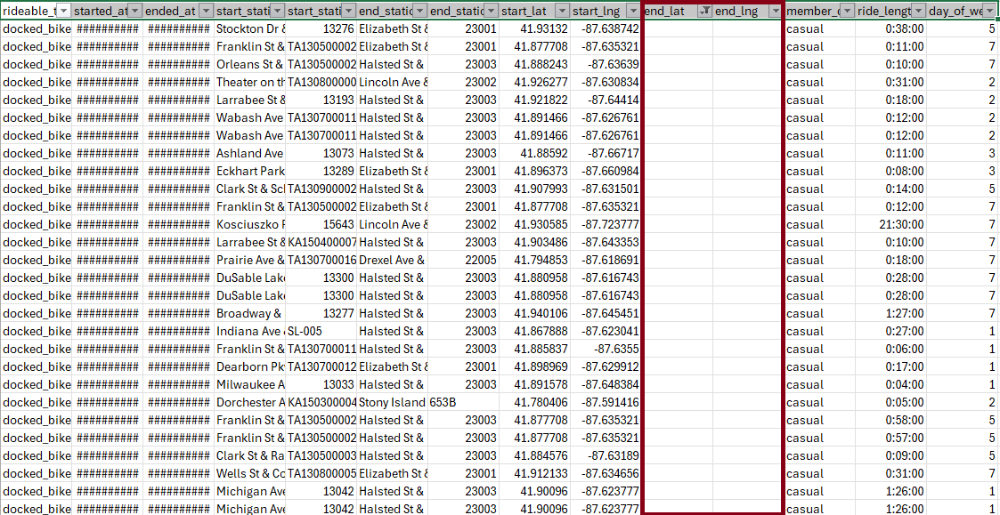 rideable_t started_at ended_at start_stati start_stati end_static end_static start_lat start_lng end_lat end_lng member_c ride_lengt day_of_we
docked_bike ########## ########## Stockton Dr & 13276 Elizabeth St & 23001 41.93132 -87.638742 casual 0:38:00 5
docked_bike ########## ########## Franklin St & TA130500002 Elizabeth St & 23001 41.877708 -87.635321 casual 0:11:00 7
docked_bike ########## ########## Orleans St & TA130500002 Halsted St & 23003 41.888243 -87.63639 casual 0:10:00 7
docked_bike ########## ########## Theater on th TA130800000 Lincoln Ave & 23002 41.926277 -87.630834 casual 0:31:00 2
docked_bike ########## ########## Larrabee St & 13193 Halsted St & 23003 41.921822 -87.64414 casual 0:18:00 2
docked_bike ########## ########## Wabash Ave TA130700011 Halsted St & 23003 41.891466 -87.626761 casual 0:12:00 2
docked_bike ########## ########## Wabash Ave TA130700011 Halsted St & 23003 41.891466 -87.626761 casual 0:12:00 2
docked_bike ########## ########## Ashland Ave 13073 Halsted St & 23003 41.88592 -87.66717 casual 0:11:00 3
docked_bike ########## ########## Eckhart Park 13289 Elizabeth St & 23001 41.896373 -87.660984 casual 0:08:00 3
docked_bike ########## ########## Clark St & Scl TA130900002 Halsted St & 23003 41.907993 -87.631501 casual 0:14:00 5
docked_bike ########## ########## Franklin St & TA130500002 Elizabeth St & 23001 41.877708 -87.635321 casual 0:12:00 7
docked_bike ########## ########## Kosciuszko P 15643 Lincoln Ave & 23002 41.930585 -87.723777 casual 21:30:00 7
docked_bike ########## ########## Larrabee St & KA150400007 Halsted St & 23003 41.903486 -87.643353 casual 0:10:00 7
docked_bike ########## ########## Prairie Ave & TA130700016 Drexel Ave & 22005 41.794853 -87.618691 casual 0:18:00 7
docked_bike ########## ########## DuSable Lake 13300 Halsted St & 23003 41.880958 -87.616743 casual 0:28:00 7
docked_bike ########## ########## DuSable Lake 13300 Halsted St & 23003 41.880958 -87.616743 casual 0:28:00 7
docked_bike ########## ########## Broadway & 13277 Halsted St & 23003 41.940106 -87.645451 casual 1:27:00 7
docked_bike ########## ########## Indiana Ave SL-005 Halsted St & 23003 41.867888 -87.623041 casual 0:27:00 1
docked_bike ########## ########## Franklin St & TA130700011 Halsted St & 23003 41.885837 -87.6355 casual 0:06:00 1
docked_bike ########## ########## Dearborn Pk TA130700012 Elizabeth St & 23001 41.898969 -87.629912 casual 0:17:00 1
docked_bike ########## ########## Milwaukee A 13033 Halsted St & 23003 41.891578 -87.648384 casual 0:04:00 1
docked_bike ########## ########## Dorchester A KA150300004 Stony Island 653B 41.780406 -87.591416 casual 0:05:00 2
docked_bike ########## ########## Franklin St & TA130500002 Halsted St & 23003 41.877708 -87.635321 casual 0:58:00 5
docked_bike ########## ########## Franklin St & TA130500002 Halsted St & 23003 41.877708 -87.635321 casual 0:57:00 5
docked_bike ########## ########## Clark St & Ra TA130500003 Halsted St & 23003 41.884576 -87.63189 casual 0:09:00 5
docked_bike ########## ########## Wells St & Cc TA130800005 Elizabeth St & 23001 41.912133 -87.634656 casual 0:31:00 7
docked_bike ########## ########## Michigan Ave 13042 Halsted St & 23003 41.90096 -87.623777 casual 1:26:00 1
docked_bike ########## ########## Michigan Ave 13042 Halsted St & 23003 41.90096 -87.623777 casual 1:26:00 1